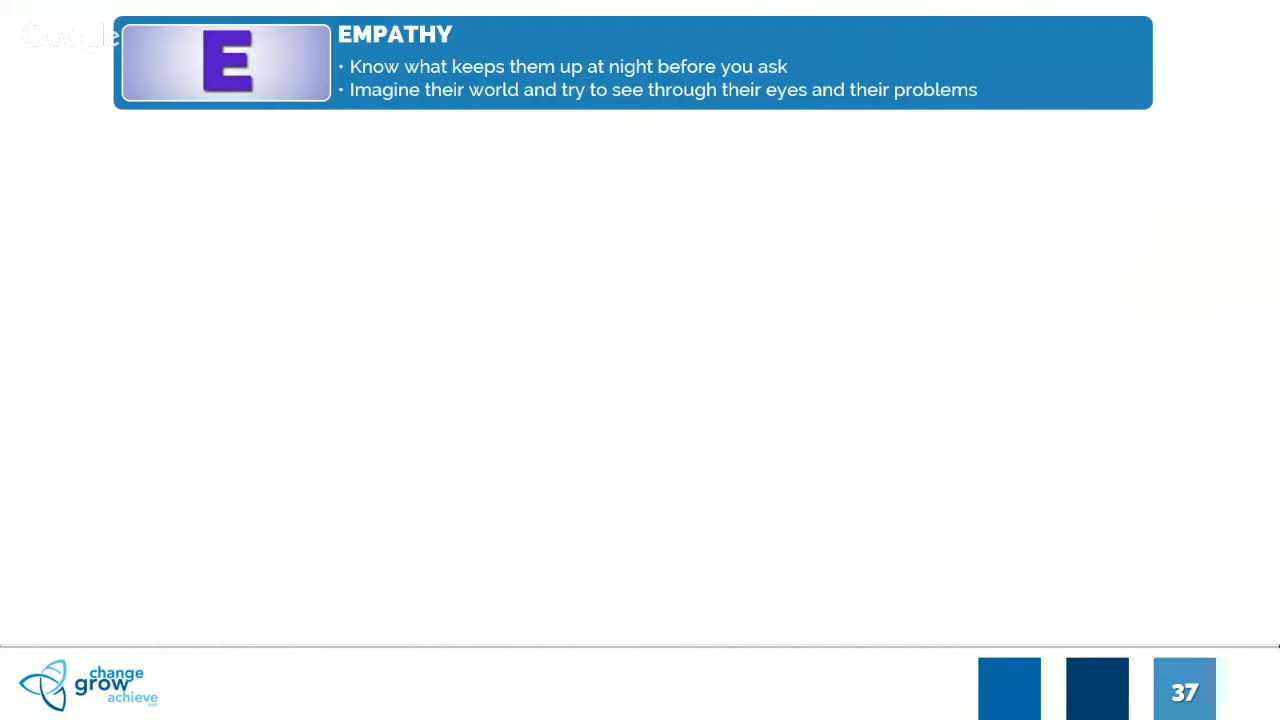 Google
E
EMPATHY
• Know what keeps them up at night before you ask
• Imagine their world and try to see through their eyes and their problems
change
grow
achieve
37